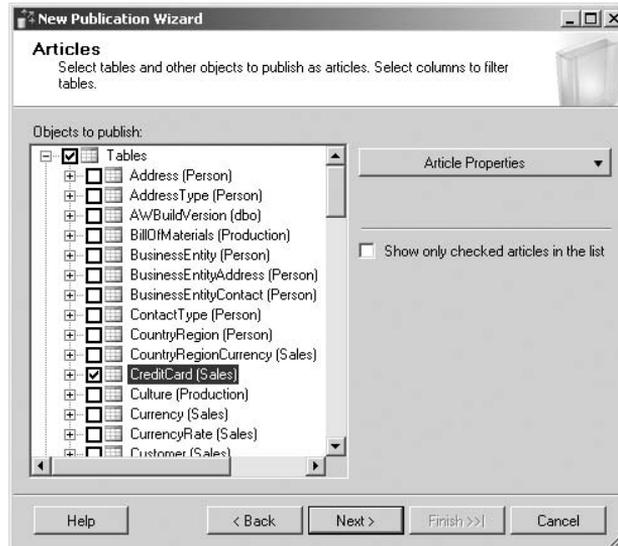 New Publication Wizard
Articles
Select tables and other objects to publish as articles. Select columns to filter
tables.
Objects to publish:
Tables
Address (Person)
AddressType (Person)
AWBuildVersion (dbo)
BillOfMaterials (Production)
BusinessEntity (Person)
BusinessEntityAddress (Person)
BusinessEntityContact (Person)
ContactType (Person)
CountryRegion (Person)
CountryRegionCurrency (Sales)
CreditCard (Sales)
Culture (Production)
Currency (Sales)
CurrencyRate (Sales)
Customer (Sales)
Article Properties
Show only checked articles in the list
Help
< Back
Next >
Finish >>|
Cancel